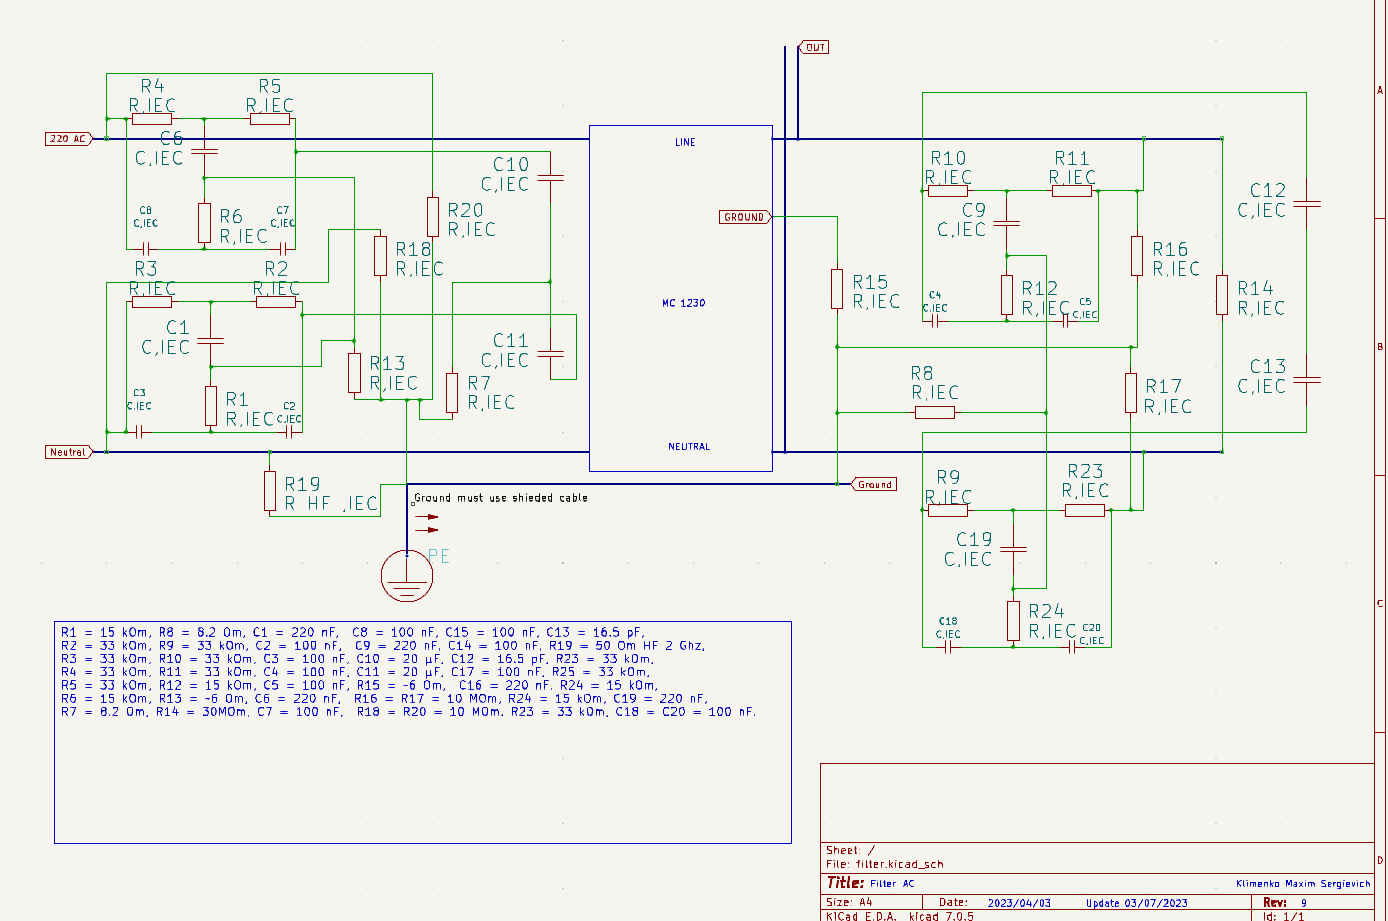 OUT
A
R4
R,IEC
R5
R,IEC
220 AC
C6
C,IEC
LINE
C10
C,IEC
R10
R,IEC
R11
R,IEC
C12
C,IEC
C8
C,IEC
R6
R,IEC
C7
C,IEC
R20
R,IEC
GROUND
C9
C,IEC
R18
R,IEC
R16
R,IEC
R3
R,IEC
R2
R,IEC
R15
R,IEC
R12
R,IEC
R14
R,IEC
C4
C,IEC
C5
C,IEC
MC 1230
C1
C,IEC
C11
C,IEC
B
R13
R,IEC
R7
R,IEC
R8
R,IEC
R17
R,IEC
C13
C,IEC
C3
C,IEC
R1
R,IEC
C2
C,IEC
Neutral
NEUTRAL
R19
R HF ,IEC
Ground
Ground must use shieded cable
R9
R,IEC
R23
R,IEC
C19
C,IEC
PE
R24
R,IEC
C18
C,IEC
C20
C,IEC
C
R1 = 15 kOm, R8 = 8.2 Om, C1 = 220 nF, C8 = 100 nF, C15 = 100 nF, C13 = 16.5 pF,
R2 = 33 kOm, R9 = 33 kOm, C2 = 100 nF, C9 = 220 nF, C14 = 100 nF, R19 = 50 Om HF 2 Ghz,
R3 = 33 kOm, R10 = 33 kOm, C3 = 100 nF, C10 = 20 µF, C12 = 16.5 pF, R23 = 33 kOm,
R4 = 33 kOm, R11 = 33 kOm, C4 = 100 nF, C11 = 20 µF, C17 = 100 nF, R25 = 33 kOm,
R5 = 33 kOm, R12 = 15 kOm, C5 = 100 nF, R15 = -6 Om, C16 = 220 nF, R24 = 15 kOm,
R6 = 15 kOm, R13 = -6 Om, C6 = 220 nF, R16 = R17 = 10 MOm, R24 = 15 kOm, C19 = 220 nF,
R7 = 8.2 Om, R14 = 30MOm, C7 = 100 nF, R18 = R20 = 10 MOm, R23 = 33 kOm, C18 = C20 = 100 nF.
Sheet: /
File: filter.kicad_sch
D
Title: Filter AC Klimenko Maxim Sergievich
Size: A4 Date: 2023/04/03 Update 03/07/2023 Rev: 9
KiCad E.D.A. kicad 7.0.5 Id: 1/1